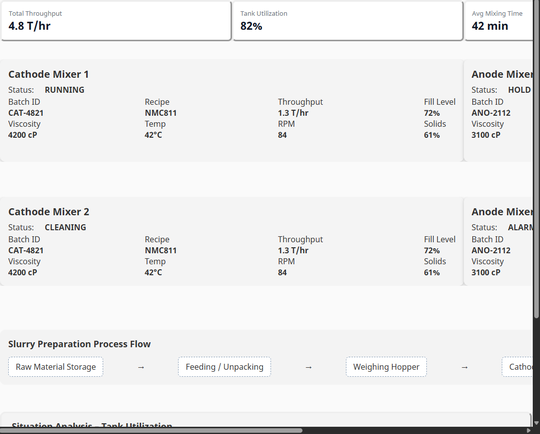 Total Throughput
4.8 T/hr
Tank Utilization
82%
Avg Mixing Time
42 min
Cathode Mixer 1
Status: RUNNING
Batch ID Recipe Throughput Fill Level
CAT-4821 NMC811 1.3 T/hr 72%
Viscosity Temp RPM Solids
4200 cP 42°C 84 61%
Anode Mixer
Status: HOLD
Batch ID
ANO-2112
Viscosity
3100 cP
Cathode Mixer 2
Status: CLEANING
Batch ID Recipe Throughput Fill Level
CAT-4821 NMC811 1.3 T/hr 72%
Viscosity Temp RPM Solids
4200 cP 42°C 84 61%
Anode Mixer
Status: ALARM
Batch ID
ANO-2112
Viscosity
3100 cP
Slurry Preparation Process Flow
Raw Material Storage → Feeding / Unpacking → Weighing Hopper → Catho
Situation Analysis – Tank Utilization